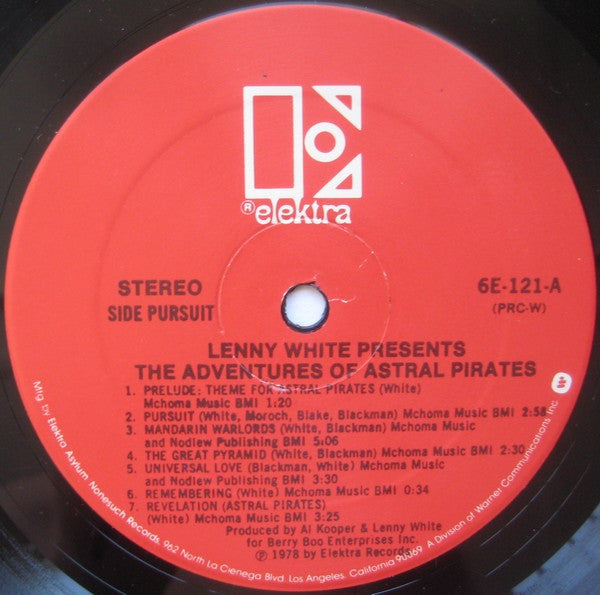 ® elektra
STEREO
SIDE PURSUIT
6E-121-A
(PRC-W)
LENNY WHITE PRESENTS
THE ADVENTURES OF ASTRAL PIRATES
1. PRELUDE: THEME FOR ASTRAL PIRATES (White)
Mchoma Music BMI 1:20
2. PURSUIT (White, Moroch, Blake, Blackman) Mchoma Music BMI 2:58
3. MANDARIN WARLORDS (White, Blackman) Mchoma Music
and Nodlew Publishing BMI 5:06
4. THE GREAT PYRAMID (White, Blackman) Mchoma Music BMI 2:30
5. UNIVERSAL LOVE (Blackman, White) Mchoma Music
and Nodlew Publishing BMI 3:30
6. REMEMBERING (White) Mchoma Music BMI 0:34
7. REVELATION (ASTRAL PIRATES)
(White) Mchoma Music BMI 3:25
Produced by Al Kooper & Lenny White
for Berry Boo Enterprises Inc.
℗ 1978 by Elektra Records
Mfg. by Elektra Asylum Nonesuch Records, 962 North La Cienega Blvd. Los Angeles, California 90069 A Division of Warner Communications Inc